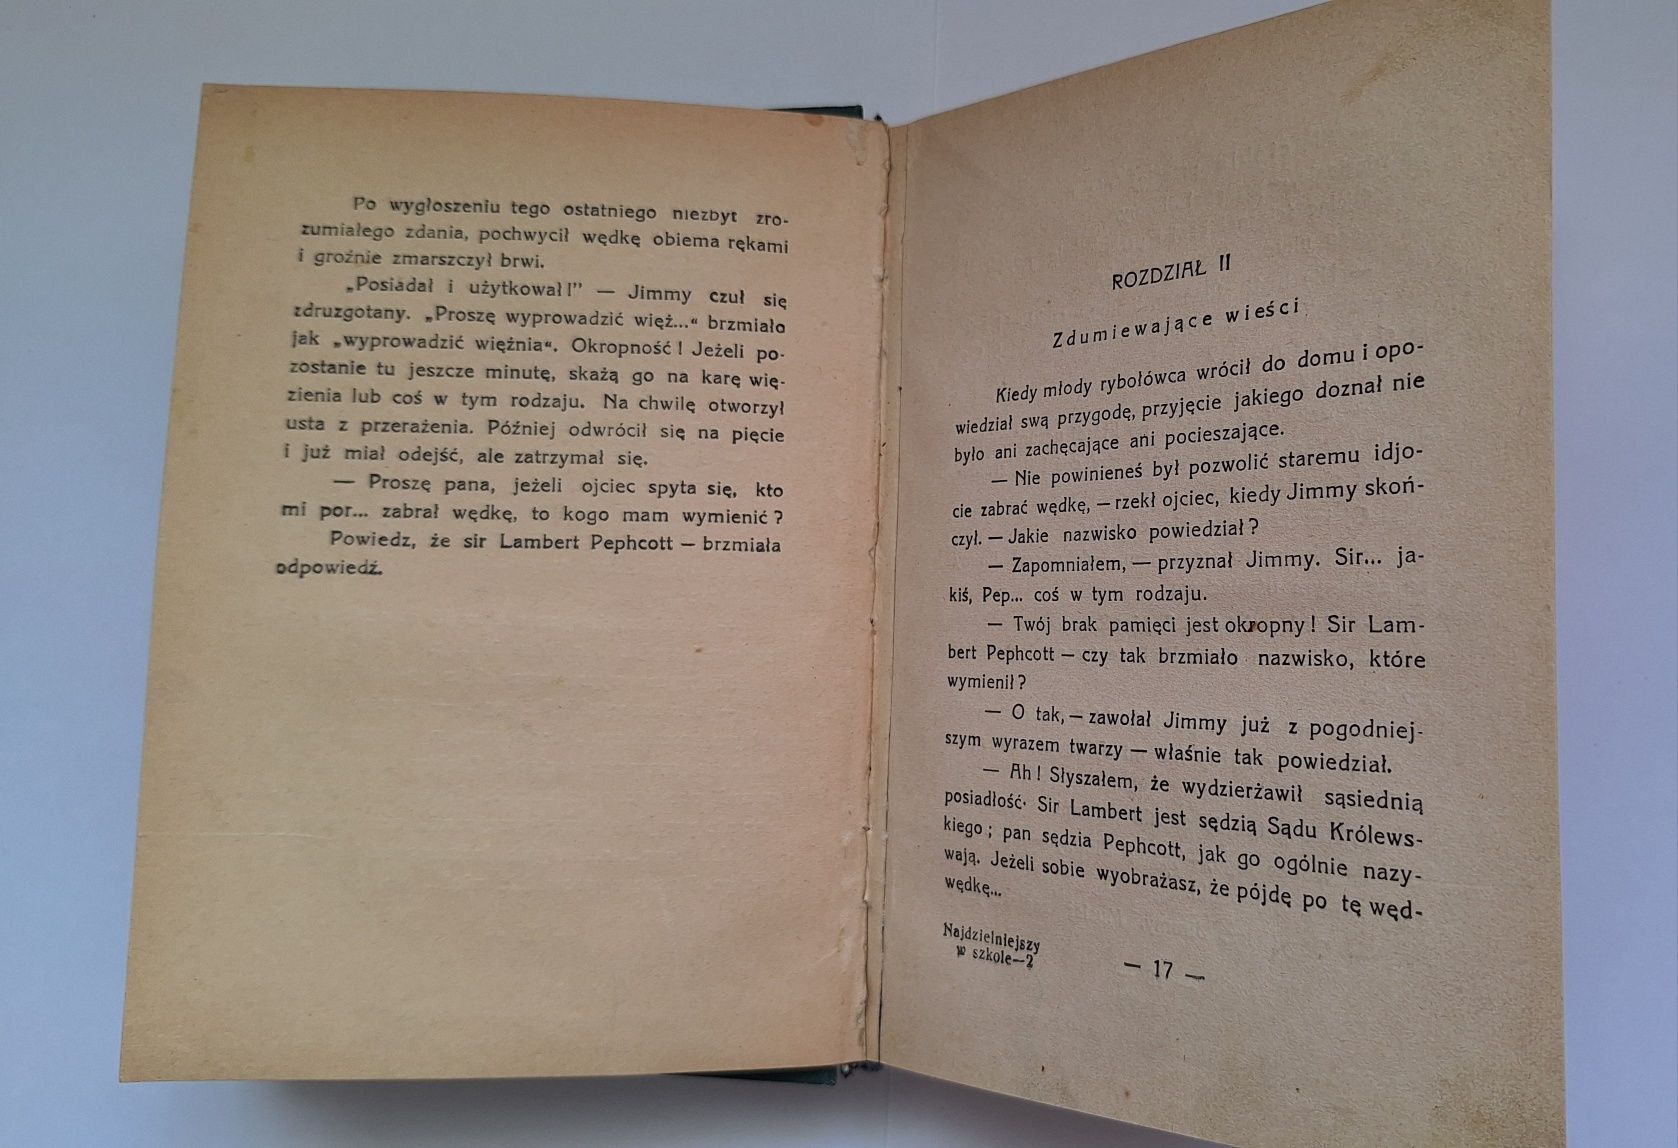 Po wygłoszeniu tego ostatniego niezbyt zro-
zumiałego zdania, pochwycił wędkę obiema rękami
i groźnie zmarszczył brwi.
„Posiadał i użytkował!” — Jimmy czuł się
zdruzgotany. „Proszę wyprowadzić więź...“ brzmiało
jak „wyprowadzić więźnia“. Okropność! Jeżeli po-
zostanie tu jeszcze minutę, skażą go na karę wię-
zienia lub coś w tym rodzaju. Na chwilę otworzył
usta z przerażenia. Później odwrócił się na pięcie
i już miał odejść, ale zatrzymał się.
— Proszę pana, jeżeli ojciec spyta się, kto
mi por... zabrał wędkę, to kogo mam wymienić?
Powiedz, że sir Lambert Pephcott — brzmiała
odpowiedź.
ROZDZIAŁ II
Zdumiewające wieści
Kiedy młody rybołówca wrócił do domu i opo-
wiedział swą przygodę, przyjęcie jakiego doznał nie
było ani zachęcające ani pocieszające.
— Nie powinieneś był pozwolić staremu idjo-
cie zabrać wędkę, — rzekł ojciec, kiedy Jimmy skoń-
czył. — Jakie nazwisko powiedział?
— Zapomniałem, — przyznał Jimmy. Sir... ja-
kiś, Pep... coś w tym rodzaju.
— Twój brak pamięci jest okropny! Sir Lam-
bert Pephcott — czy tak brzmiało nazwisko, które
wymienił?
— O tak, — zawołał Jimmy już z pogodniej-
szym wyrazem twarzy — właśnie tak powiedział.
— Ah! Słyszałem, że wydzierżawił sąsiednią
posiadłość. Sir Lambert jest sędzią Sądu Królews-
kiego; pan sędzia Pephcott, jak go ogólnie nazy-
wają. Jeżeli sobie wyobrażasz, że pójdę po tę węd-
wędkę...
Najdzielniejszy
w szkole—2
— 17 —